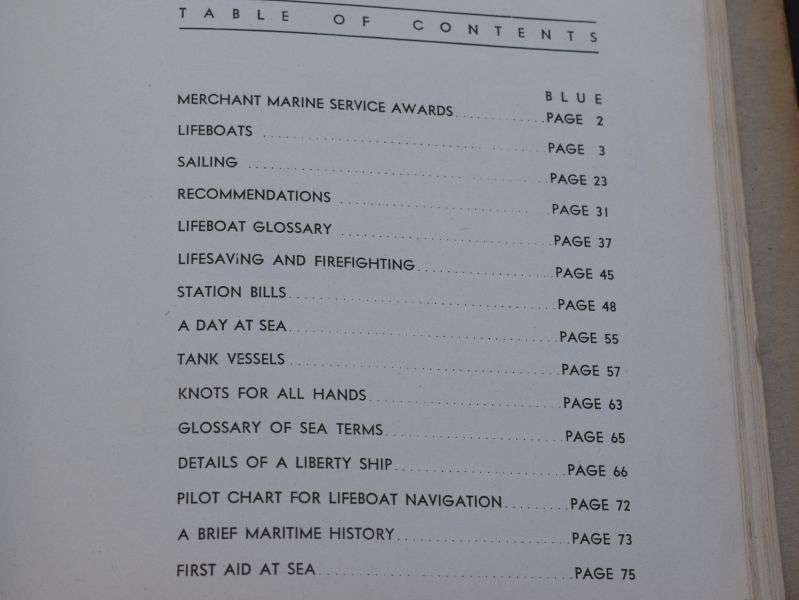 TABLE OF CONTENTS
BLUE
MERCHANT MARINE SERVICE AWARDS..........PAGE 2
LIFEBOATS ..........PAGE 3
SAILING ..........PAGE 23
RECOMMENDATIONS ..........PAGE 31
LIFEBOAT GLOSSARY ..........PAGE 37
LIFESAViNG AND FIREFIGHTING..........PAGE 45
STATION BILLS..........PAGE 48
A DAY AT SEA..........PAGE 55
TANK VESSELS..........PAGE 57
KNOTS FOR ALL HANDS..........PAGE 63
GLOSSARY OF SEA TERMS..........PAGE 65
DETAILS OF A LIBERTY SHIP..........PAGE 66
PILOT CHART FOR LIFEBOAT NAVIGATION..........PAGE 72
A BRIEF MARITIME HISTORY..........PAGE 73
FIRST AID AT SEA..........PAGE 75